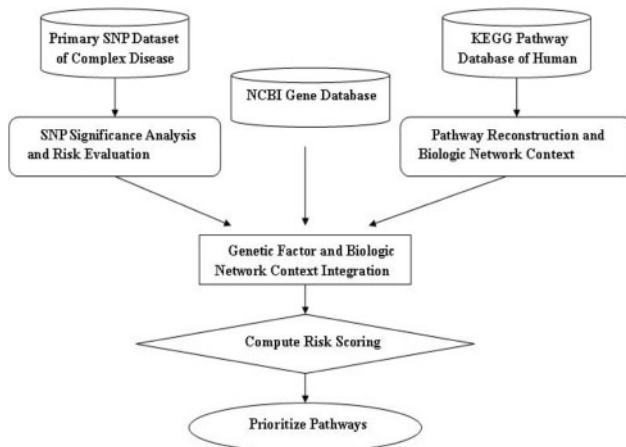 Primary SNP Dataset
of Complex Disease
KEGG Pathway
Database of Human
NCBI Gene Database
SNP Significance Analysis
and Risk Evaluation
Pathway Reconstruction and
Biologic Network Context
Genetic Factor and Biologic
Network Context Integration
Compute Risk Scoring
Prioritize Pathways